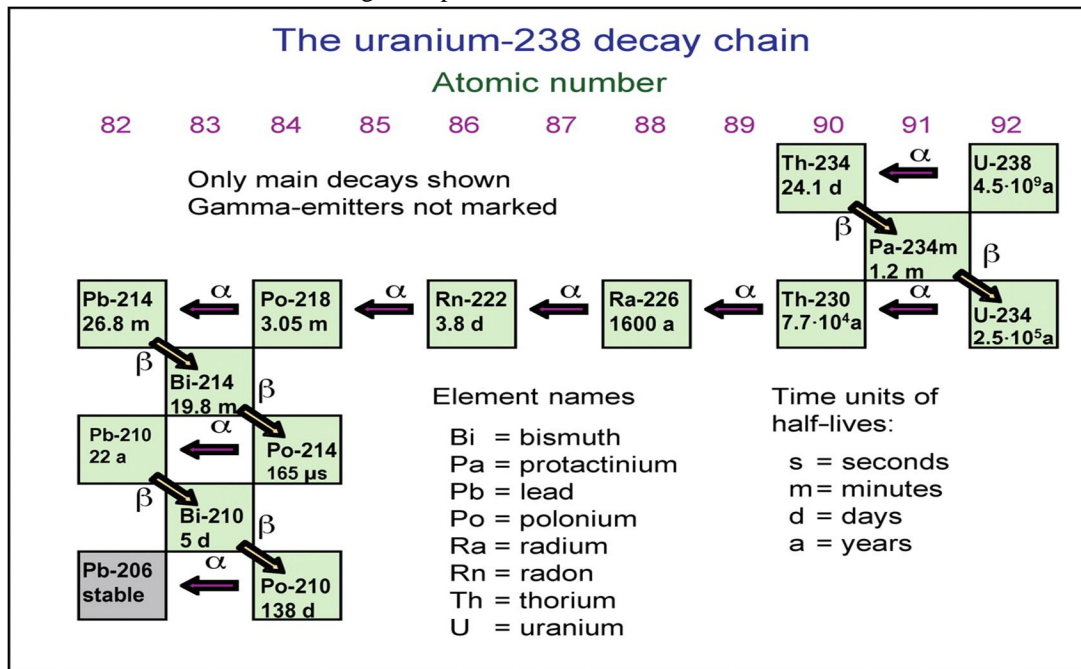 The uranium-238 decay chain
Atomic number
82 83 84 85 86 87 88 89 90 91 92
Only main decays shown
Gamma-emitters not marked
Th-234
24.1 d
α
U-238
4.5·10⁹a
β
Pa-234m
1.2 m
β
Pb-214
26.8 m
α
Po-218
3.05 m
α
Rn-222
3.8 d
α
Ra-226
1600 a
α
Th-230
7.7·10⁴a
α
U-234
2.5·10⁵a
β
Bi-214
19.8 m
β
Pb-210
22 a
α
Po-214
165 µs
β
Bi-210
5 d
β
Pb-206
stable
α
Po-210
138 d
Element names
Bi = bismuth
Pa = protactinium
Pb = lead
Po = polonium
Ra = radium
Rn = radon
Th = thorium
U = uranium
Time units of
half-lives:
s = seconds
m = minutes
d = days
a = years